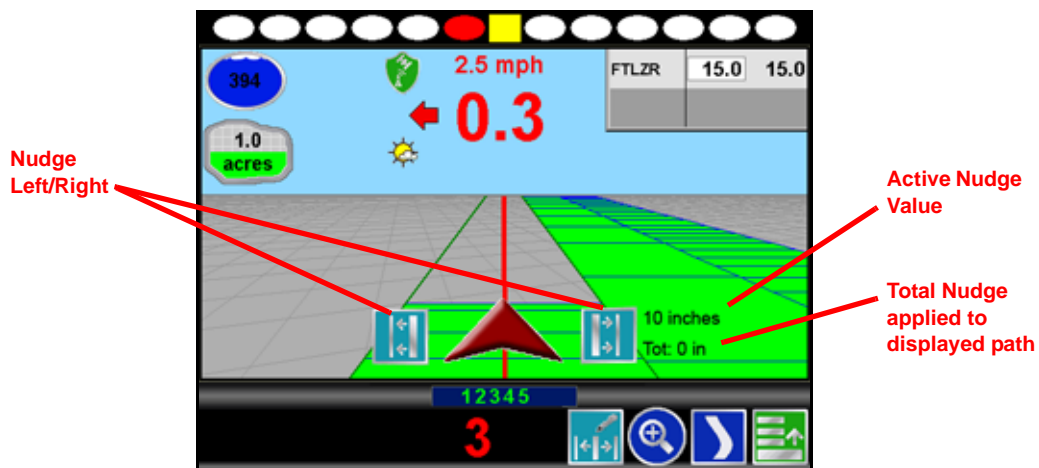 394
2.5 mph
FTLZR 15.0 15.0
0.3
1.0
acres
Nudge
Left/Right
Active Nudge
Value
10 inches
Tot: 0 in
Total Nudge
applied to
displayed path
12345
3